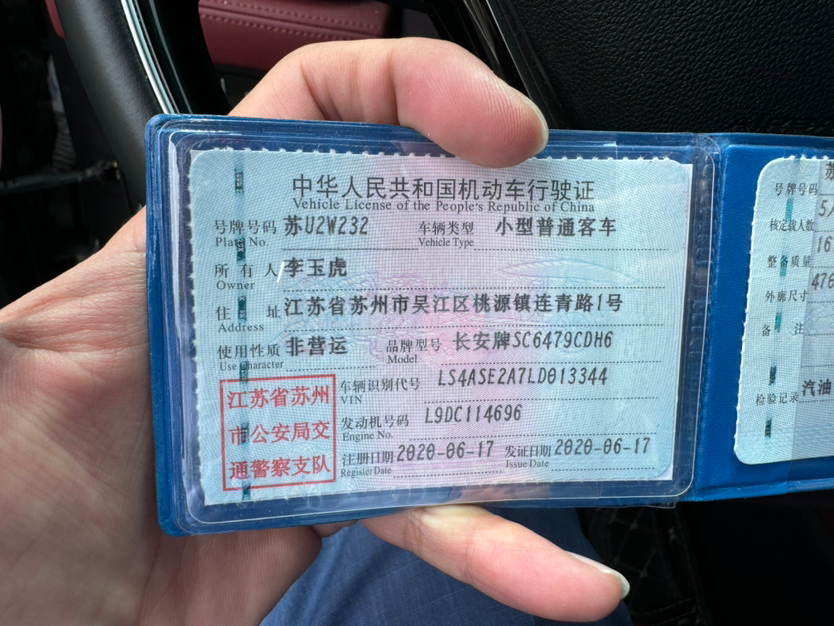 中华人民共和国机动车行驶证
Vehicle License of the People's Republic of China
号牌号码 苏U2W232 车辆类型 小型普通客车
Plate No. Vehicle Type
所有人 李玉虎
Owner
住址 江苏省苏州市吴江区桃源镇连青路1号
Address
使用性质 非营运 品牌型号 长安牌SC6479CDH6
Use Character Model
车辆识别代号 LS4ASE2A7LD013344
VIN
发动机号码 L9DC114696
Engine No.
注册日期 2020-06-17 发证日期 2020-06-17
Register Date Issue Date
江苏省苏州
市公安局交
通警察支队
号牌号码
核定载人数 5/
整备质量 16
外廓尺寸 476
备注
检验记录 汽油